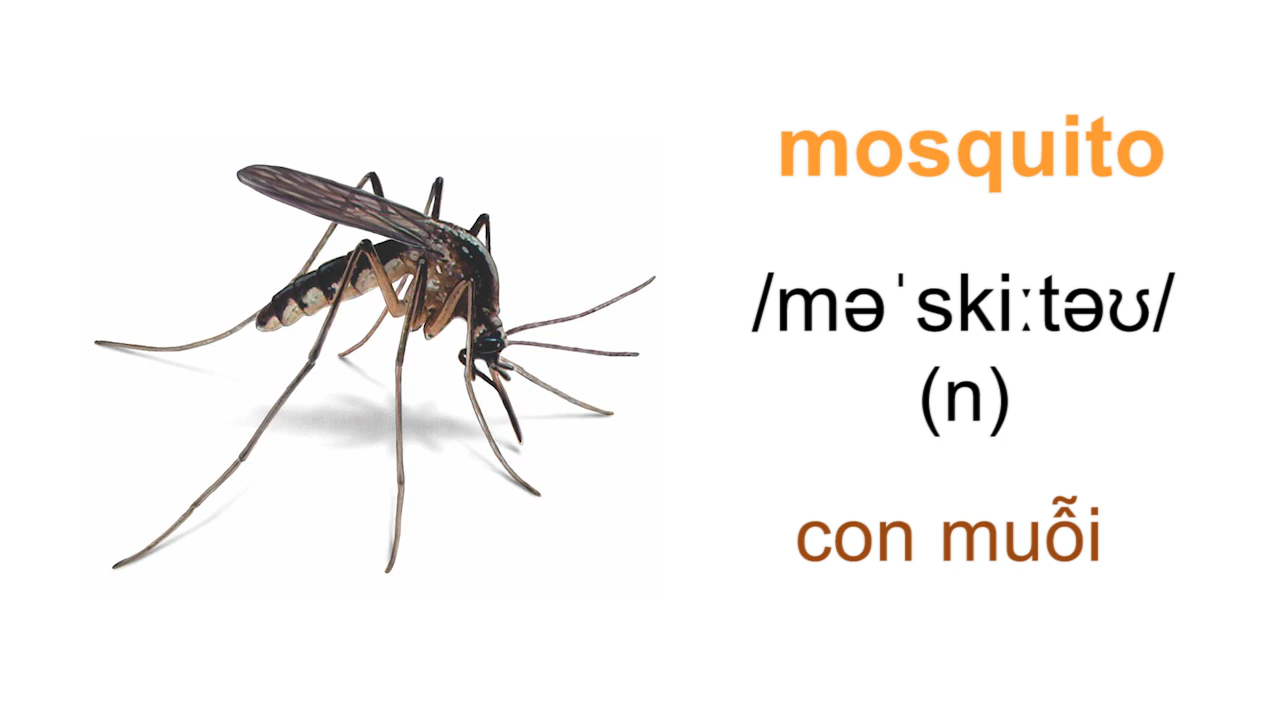 mosquito
/məˈskiːtəʊ/
(n)
con muỗi